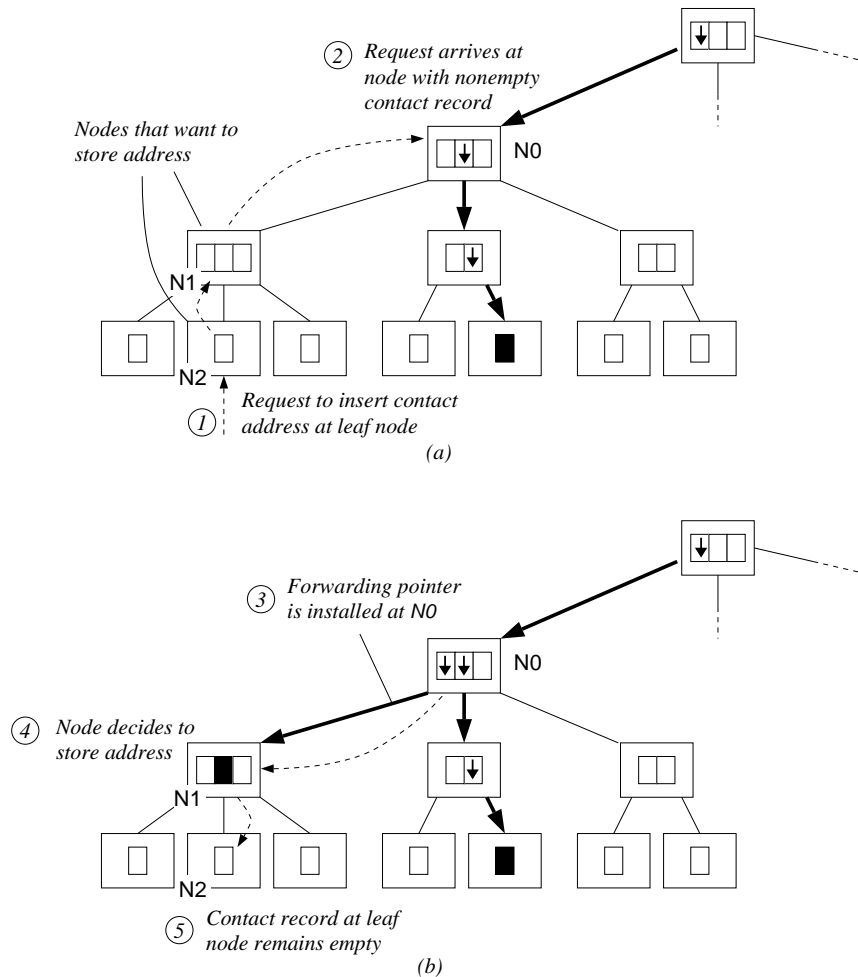 2 Request arrives at
node with nonempty
contact record
Nodes that want to
store address
N0
N1
N2
1 Request to insert contact
address at leaf node
(a)
3 Forwarding pointer
is installed at N0
N0
4 Node decides to
store address
N1
N2
5 Contact record at leaf
node remains empty
(b)